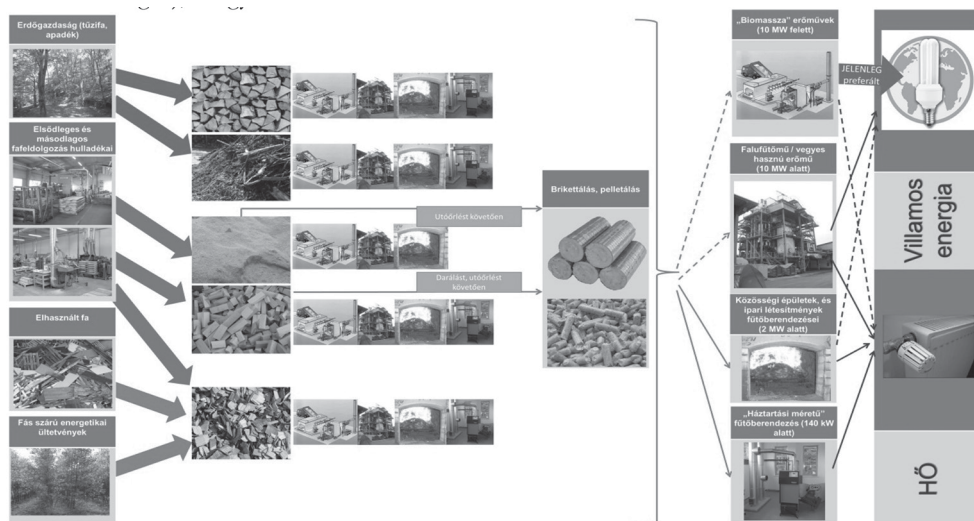 Erdőgazdaság (tűzifa,
apadék)
Elsődleges és
másodlagos
fafeldolgozás hulladékai
Elhasznált fa
Fás szárú energetikai
ültetvények
Utóőrlést követően
Darálást, utóőrlést
követően
Brikettálás, pelletálás
„Biomassza” erőművek
(10 MW felett)
JELENLEG
preferált
Falufűtőmű / vegyes
hasznú erőmű
(10 MW alatt)
Közösségi épületek, és
ipari létesítmények
fűtőberendezései
(2 MW alatt)
„Háztartási méretű”
fűtőberendezés (140 kW
alatt)
Villamos
energia
HŐ